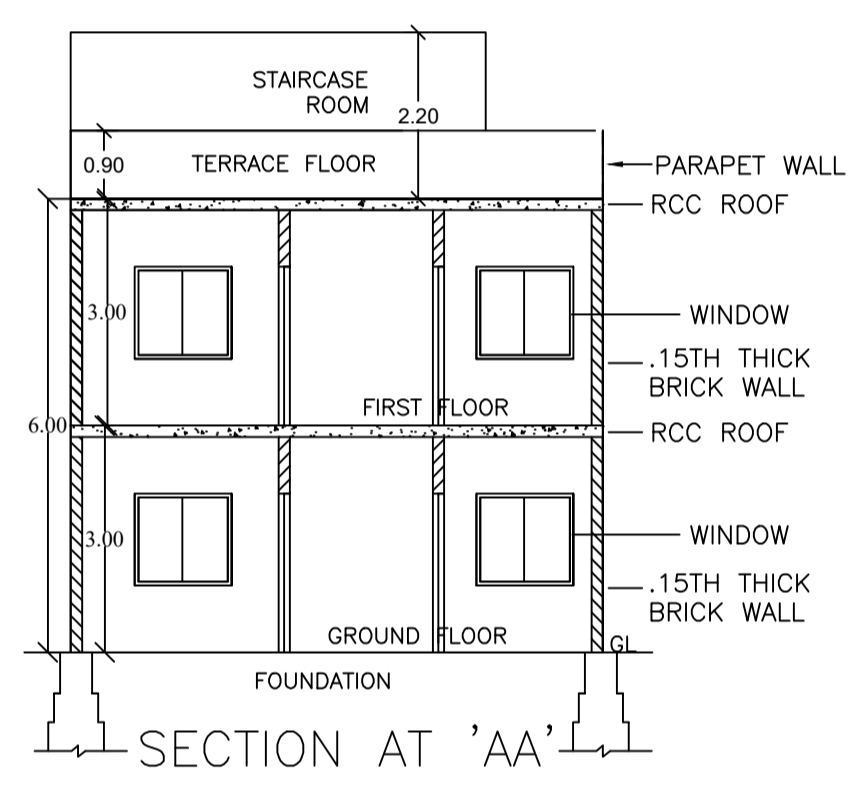 STAIRCASE
ROOM
2.20
0.90
TERRACE FLOOR
PARAPET WALL
RCC ROOF
3.00
WINDOW
.15TH THICK
BRICK WALL
FIRST FLOOR
6.00
RCC ROOF
3.00
WINDOW
.15TH THICK
BRICK WALL
GROUND FLOOR
GL
FOUNDATION
SECTION AT 'AA'